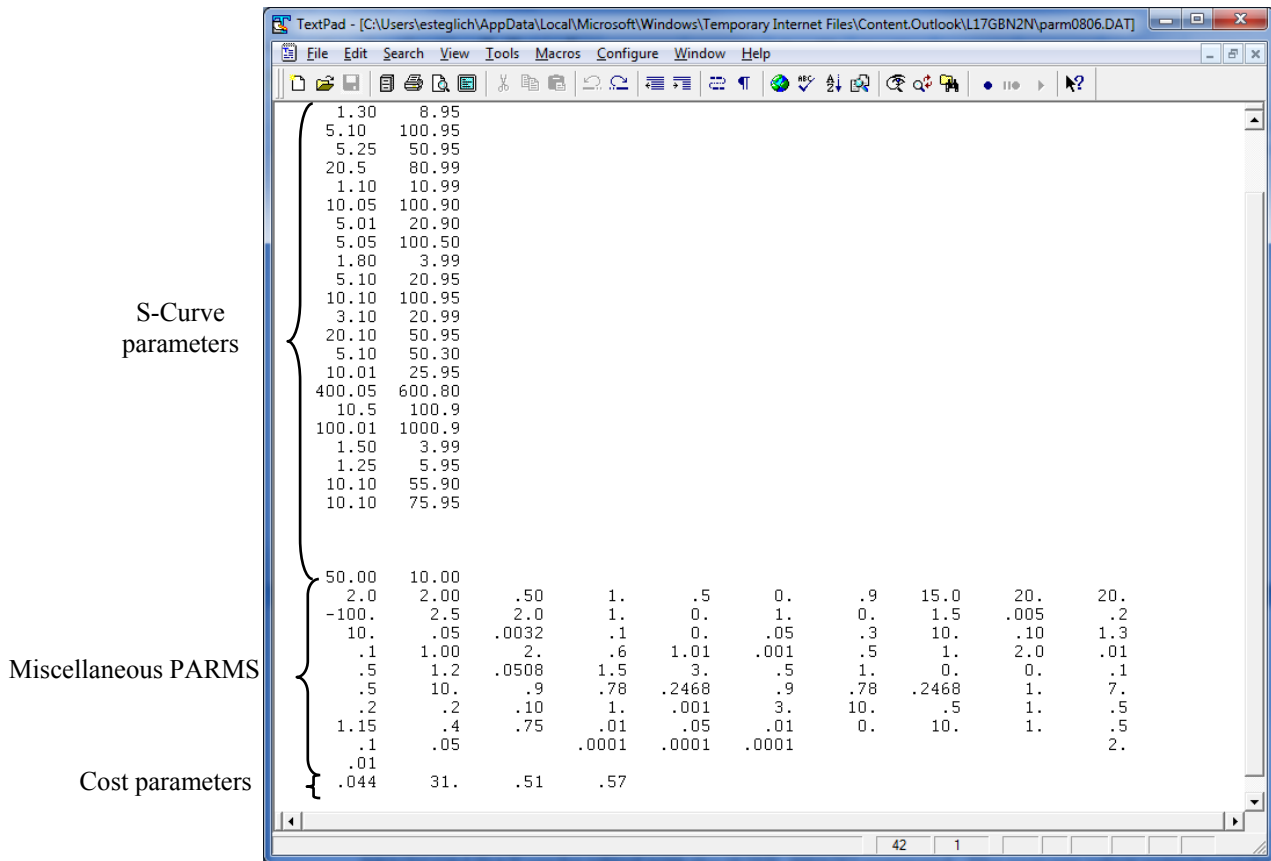 TextPad - [C:\Users\esteglich\AppData\Local\Microsoft\Windows\Temporary Internet Files\Content.Outlook\L17GBN2N\parm0806.DAT]
File Edit Search View Tools Macros Configure Window Help
1.30 8.95
5.10 100.95
5.25 50.95
20.5 80.99
1.10 10.99
10.05 100.90
5.01 20.90
5.05 100.50
1.80 3.99
5.10 20.95
10.10 100.95
3.10 20.99
20.10 50.95
5.10 50.30
10.01 25.95
400.05 600.80
10.5 100.9
100.01 1000.9
1.50 3.99
1.25 5.95
10.10 55.90
10.10 75.95
50.00 10.00
S-Curve
parameters
2.0 2.00 .50 1. .5 0. .9 15.0 20. 20.
-100. 2.5 2.0 1. 0. 1. 0. 1.5 .005 .2
10. .05 .0032 .1 0. .05 .3 10. .10 1.3
.1 1.00 2. .6 1.01 .001 .5 1. 2.0 .01
.5 1.2 .0508 1.5 3. .5 1. 0. 0. .1
.5 10. .9 .78 .2468 .9 .78 .2468 1. 7.
.2 .2 .10 1. .001 3. 10. .5 1. .5
1.15 .4 .75 .01 .05 .01 0. 10. 1. .5
.1 .05 .0001 .0001 .0001 2.
.01
Miscellaneous PARMS
Cost parameters
.044 31. .51 .57
42 1